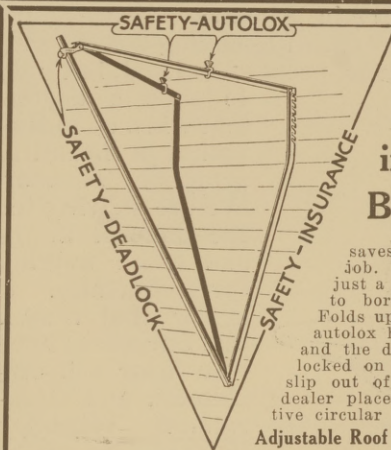 SAFETY-AUTOLOX
SAFETY-DEADLOCK
SAFETY-INSURANCE
B
saves
job.
just a
to bor
Folds up
autolox
and the d
locked on
slip out of
dealer place
tive circular
Adjustable Roof